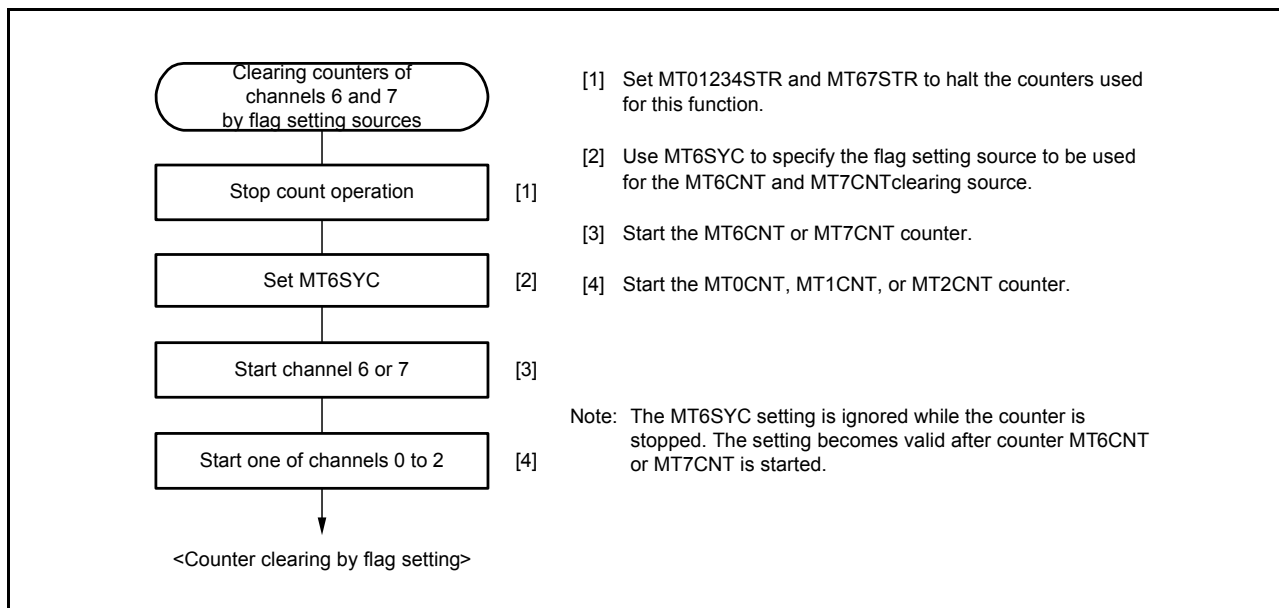 Clearing counters of
channels 6 and 7
by flag setting sources
Stop count operation
[1]
Set MT6SYC
[2]
Start channel 6 or 7
[3]
Start one of channels 0 to 2
[4]
<Counter clearing by flag setting>
[1] Set MT01234STR and MT67STR to halt the counters used
for this function.
[2] Use MT6SYC to specify the flag setting source to be used
for the MT6CNT and MT7CNTclearing source.
[3] Start the MT6CNT or MT7CNT counter.
[4] Start the MT0CNT, MT1CNT, or MT2CNT counter.
Note: The MT6SYC setting is ignored while the counter is
stopped. The setting becomes valid after counter MT6CNT
or MT7CNT is started.